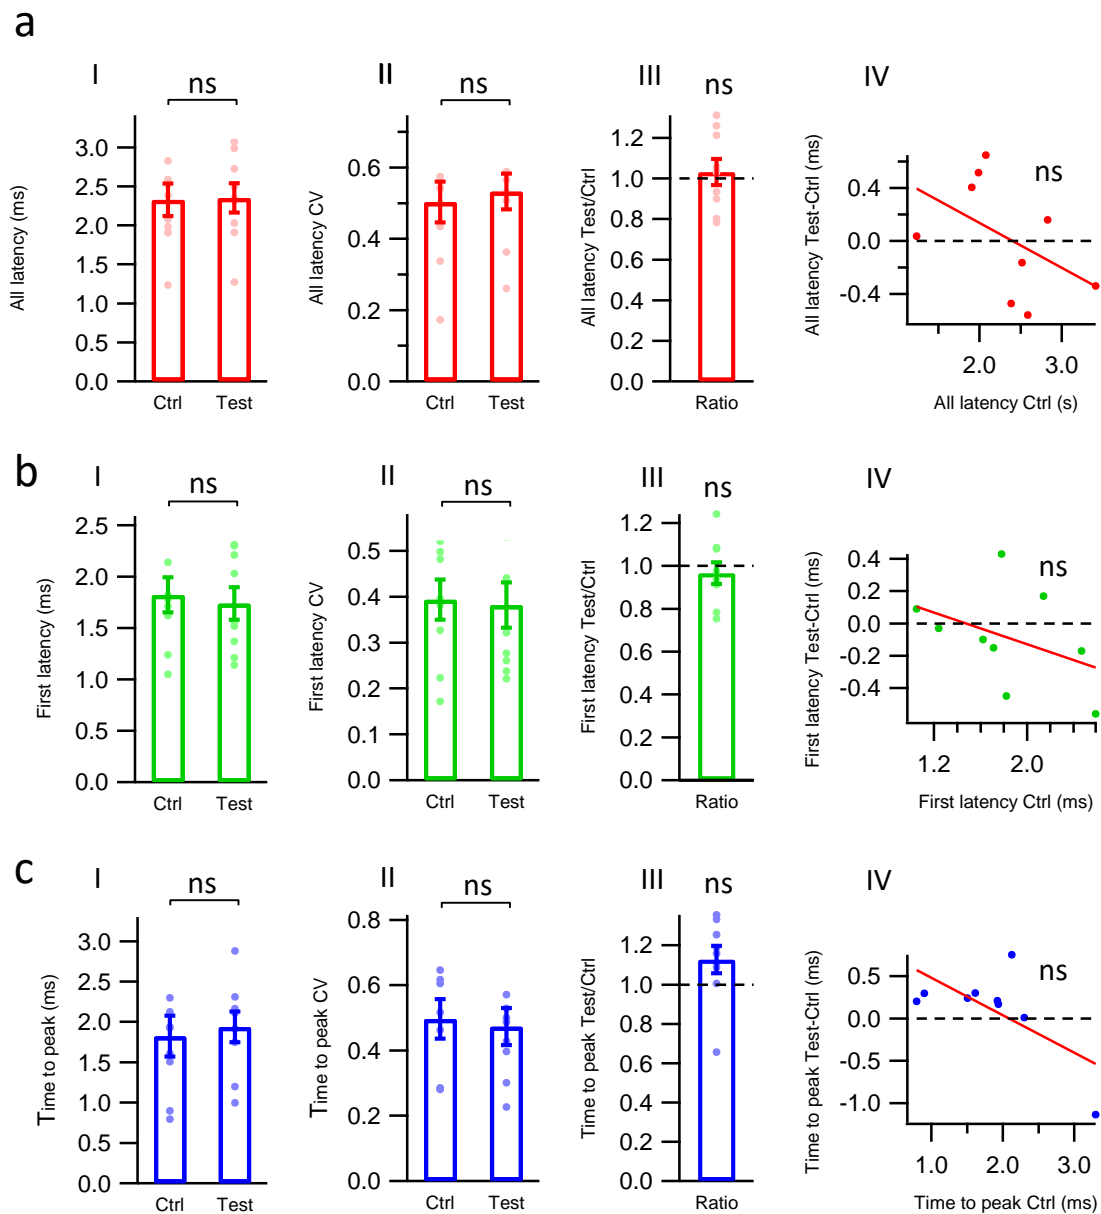 a
I
II
III
IV
ns
ns
ns
ns
All latency (ms)
3.0
2.5
2.0
1.5
1.0
0.5
0.0
Ctrl
Test
All latency CV
0.6
0.4
0.2
0.0
Ctrl
Test
All latency Test/Ctrl
1.2
1.0
0.8
0.6
0.4
0.2
0.0
Ratio
All latency Test-Ctrl (ms)
0.4
0.0
-0.4
2.0
3.0
All latency Ctrl (s)
b
I
II
III
IV
ns
ns
ns
ns
First latency (ms)
2.5
2.0
1.5
1.0
0.5
0.0
Ctrl
Test
First latency CV
0.5
0.4
0.3
0.2
0.1
0.0
Ctrl
Test
First latency Test/Ctrl
1.2
1.0
0.8
0.6
0.4
0.2
0.0
Ratio
First latency Test-Ctrl (ms)
0.4
0.2
0.0
-0.2
-0.4
1.2
2.0
First latency Ctrl (ms)
c
I
II
III
IV
ns
ns
ns
ns
Time to peak (ms)
3.0
2.5
2.0
1.5
1.0
0.5
0.0
Ctrl
Test
Time to peak CV
0.8
0.6
0.4
0.2
0.0
Ctrl
Test
Time to peak Test/Ctrl
1.2
1.0
0.8
0.6
0.4
0.2
0.0
Ratio
Time to peak Test-Ctrl (ms)
0.5
0.0
-0.5
-1.0
1.0
2.0
3.0
Time to peak Ctrl (ms)